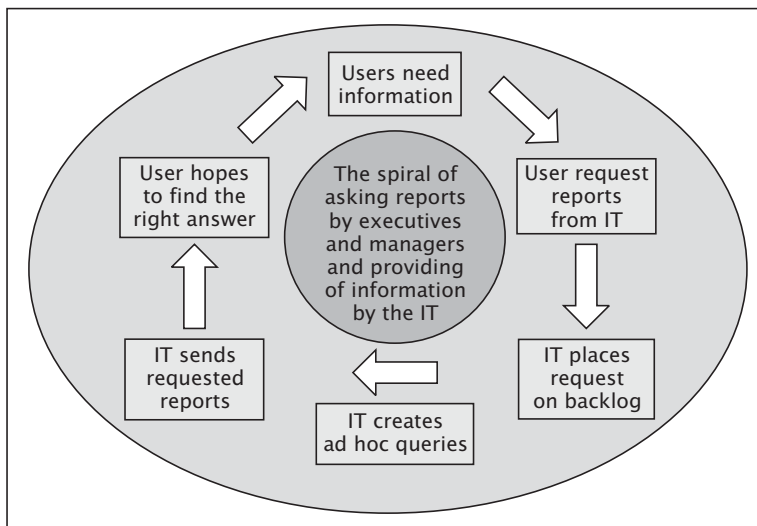 Users need
information
User request
reports
from IT
IT places
request
on backlog
IT creates
ad hoc queries
IT sends
requested
reports
User hopes
to find the
right answer
The spiral of
asking reports
by executives
and managers
and providing
of information
by the IT